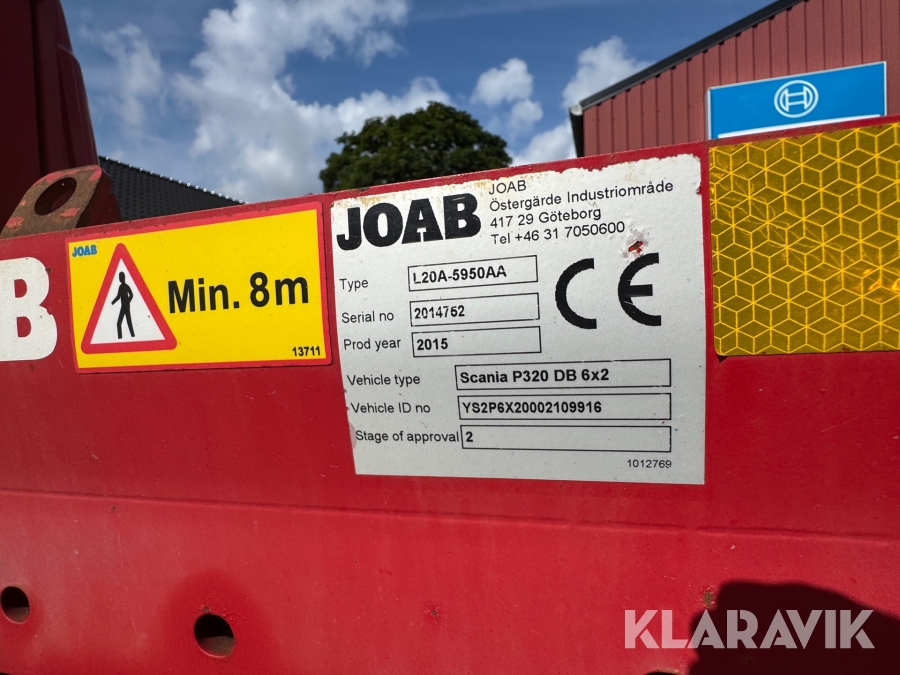 JOAB
Min. 8m
13711
B
JOAB
JOAB
Östergärde Industriområde
417 29 Göteborg
Tel +46 31 7050600
Type L20A-5950AA
Serial no 2014752
Prod year 2015
CE
Vehicle type Scania P320 DB 6x2
Vehicle ID no YS2P6X20002109916
Stage of approval 2
1012769
KLARAVIK